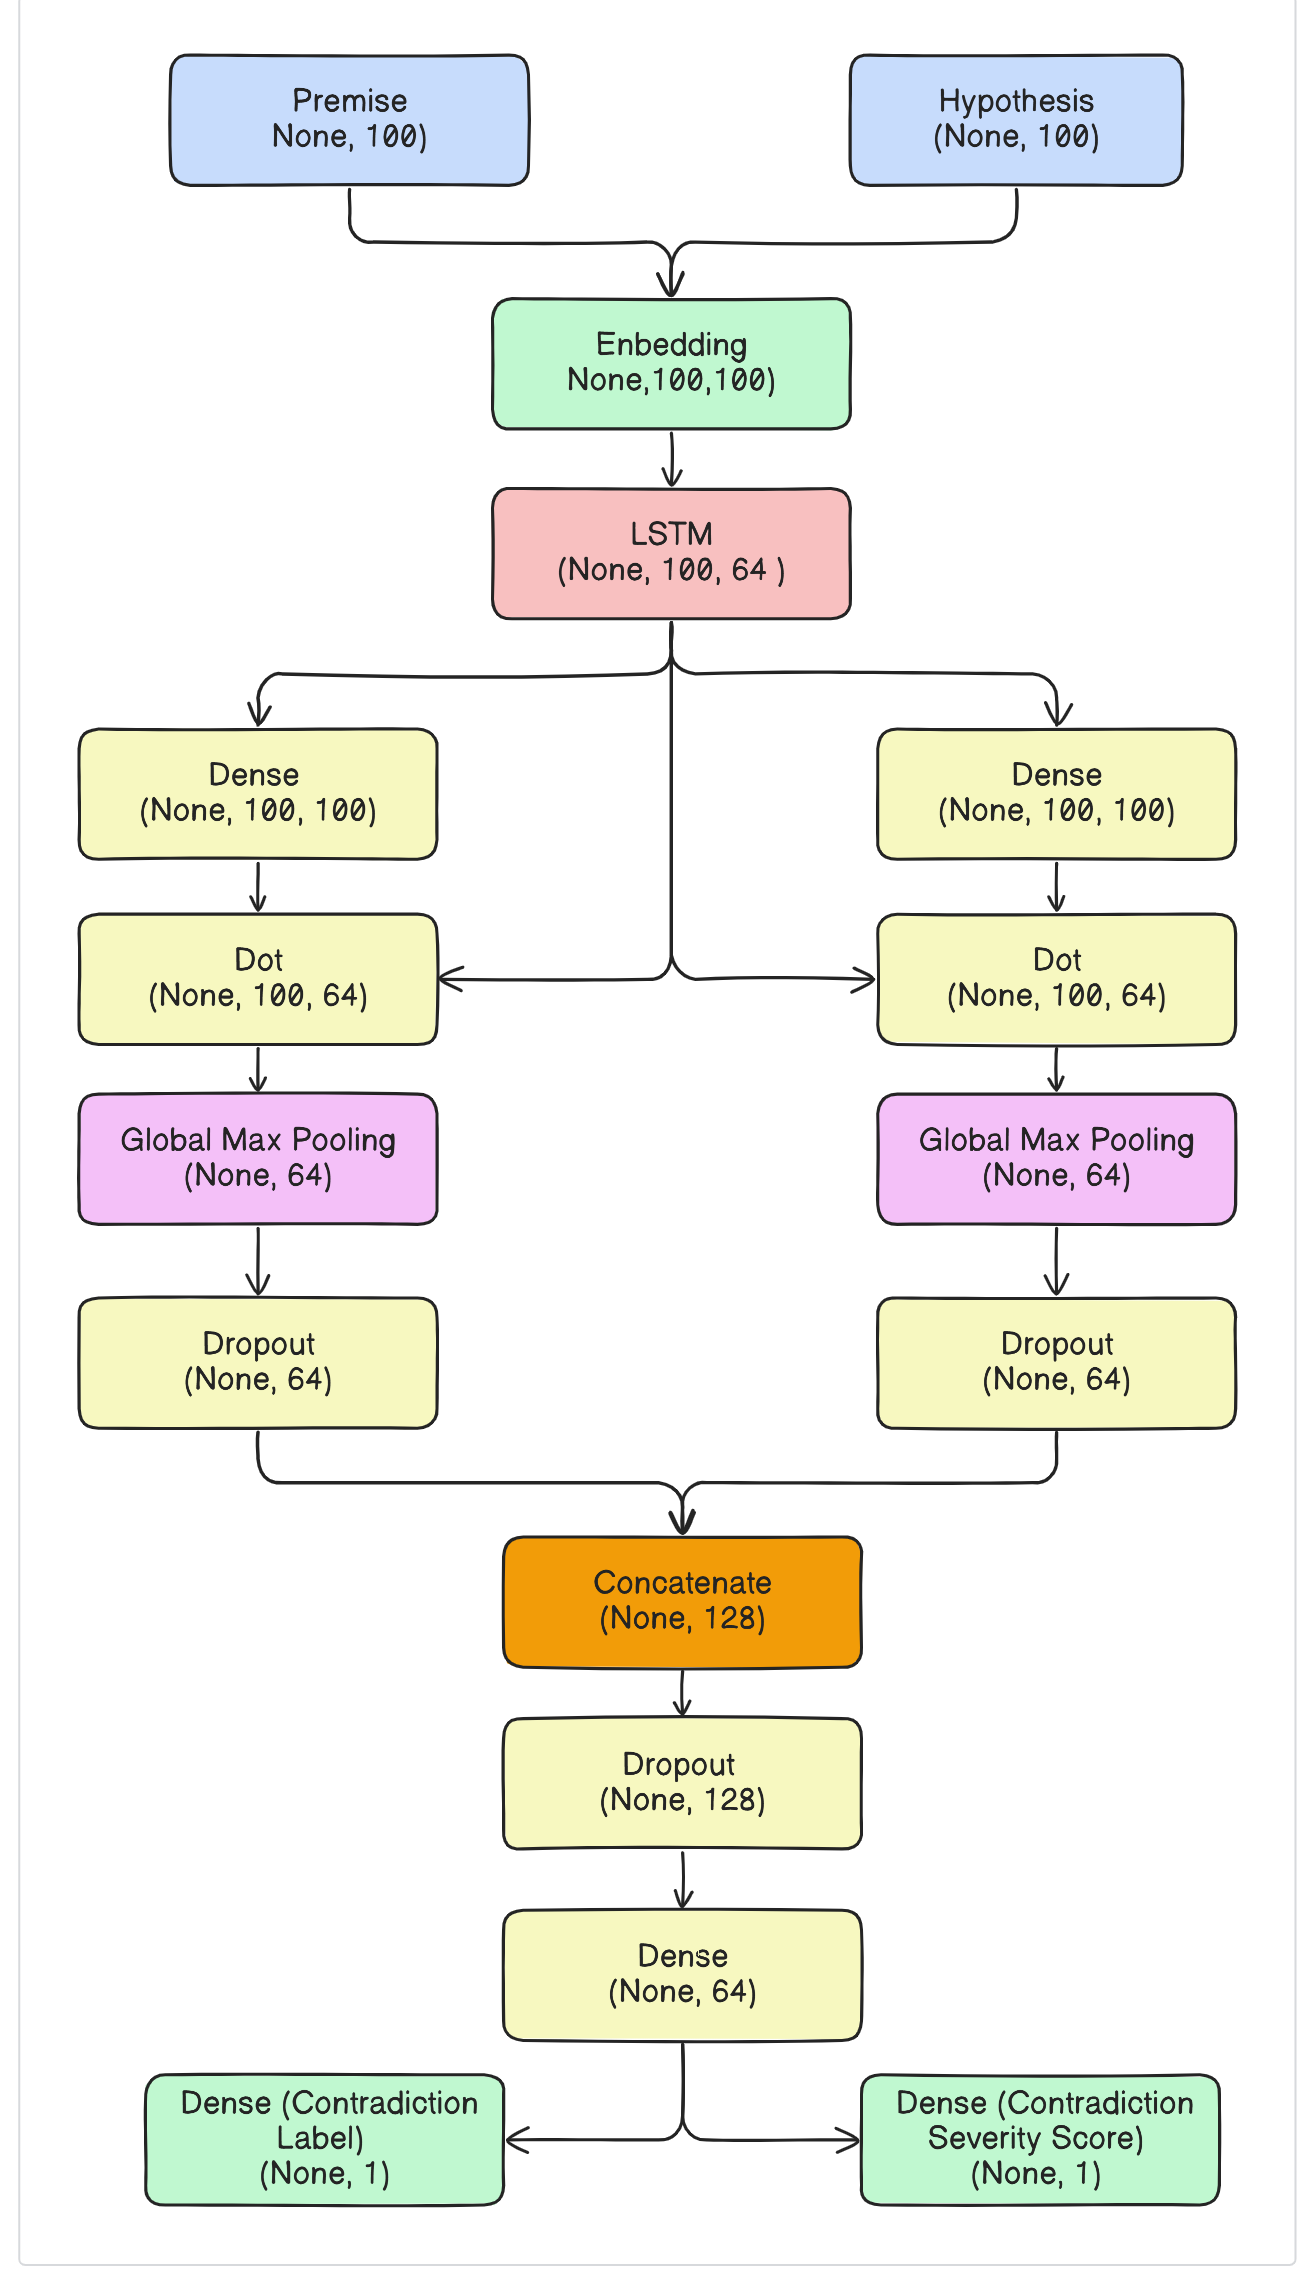 Premise
None, 100)
Hypothesis
(None, 100)
Enbedding
None,100,100)
LSTM
(None, 100, 64 )
Dense
(None, 100, 100)
Dense
(None, 100, 100)
Dot
(None, 100, 64)
Dot
(None, 100, 64)
Global Max Pooling
(None, 64)
Global Max Pooling
(None, 64)
Dropout
(None, 64)
Dropout
(None, 64)
Concatenate
(None, 128)
Dropout
(None, 128)
Dense
(None, 64)
Dense (Contradiction
Label)
(None, 1)
Dense (Contradiction
Severity Score)
(None, 1)